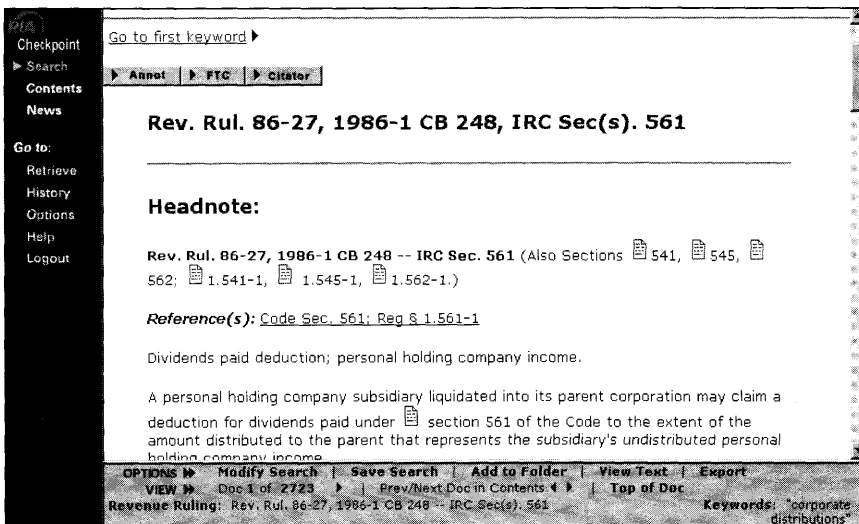 RIA
Checkpoint
Search
Contents
News
Go to:
Retrieve
History
Options
Help
Logout
Go to first keyword
Annot FTC Citator
Rev. Rul. 86-27, 1986-1 CB 248, IRC Sec(s). 561
Headnote:
Rev. Rul. 86-27, 1986-1 CB 248 -- IRC Sec. 561 (Also Sections 541, 545,
562; 1.541-1, 1.545-1, 1.562-1.)
Reference(s): Code Sec. 561; Reg § 1.561-1
Dividends paid deduction; personal holding company income.
A personal holding company subsidiary liquidated into its parent corporation may claim a
deduction for dividends paid under section 561 of the Code to the extent of the
amount distributed to the parent that represents the subsidiary's undistributed personal
holding company income
OPTIONS Modify Search | Save Search | Add to Folder | View Text | Export
VIEW Doc 1 of 2723 | Prev/Next Doc in Contents | Top of Doc
Revenue Ruling: Rev. Rul. 86-27, 1986-1 CB 248 -- IRC Sec(s). 561 Keywords: "corporate
distributions"